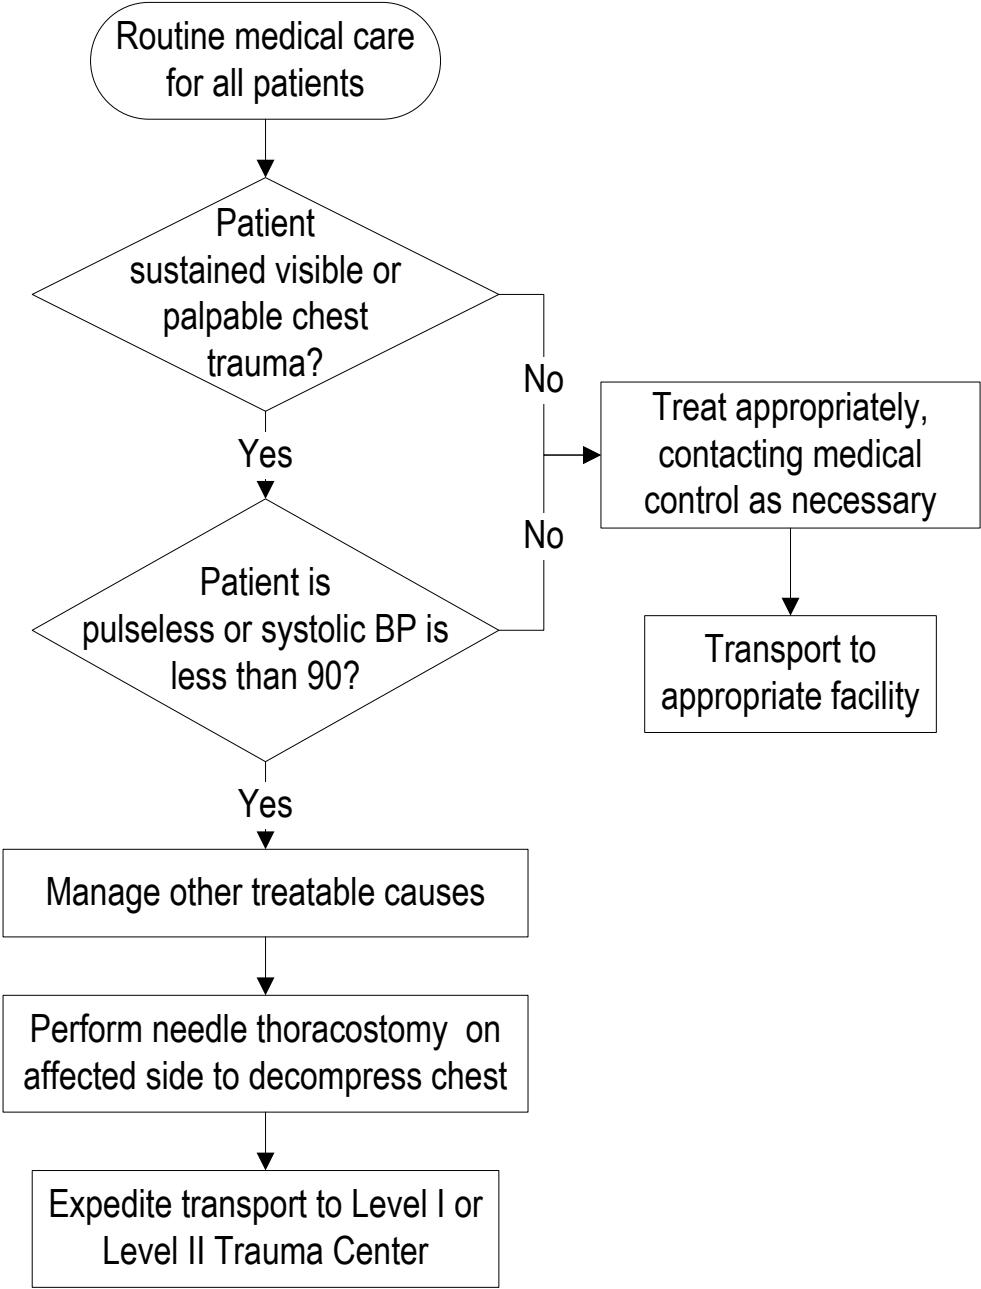 Routine medical care
for all patients
Patient
sustained visible or
palpable chest
trauma?
No
Yes
Treat appropriately,
contacting medical
control as necessary
No
Patient is
pulseless or systolic BP is
less than 90?
Transport to
appropriate facility
Yes
Manage other treatable causes
Perform needle thoracostomy on
affected side to decompress chest
Expedite transport to Level I or
Level II Trauma Center